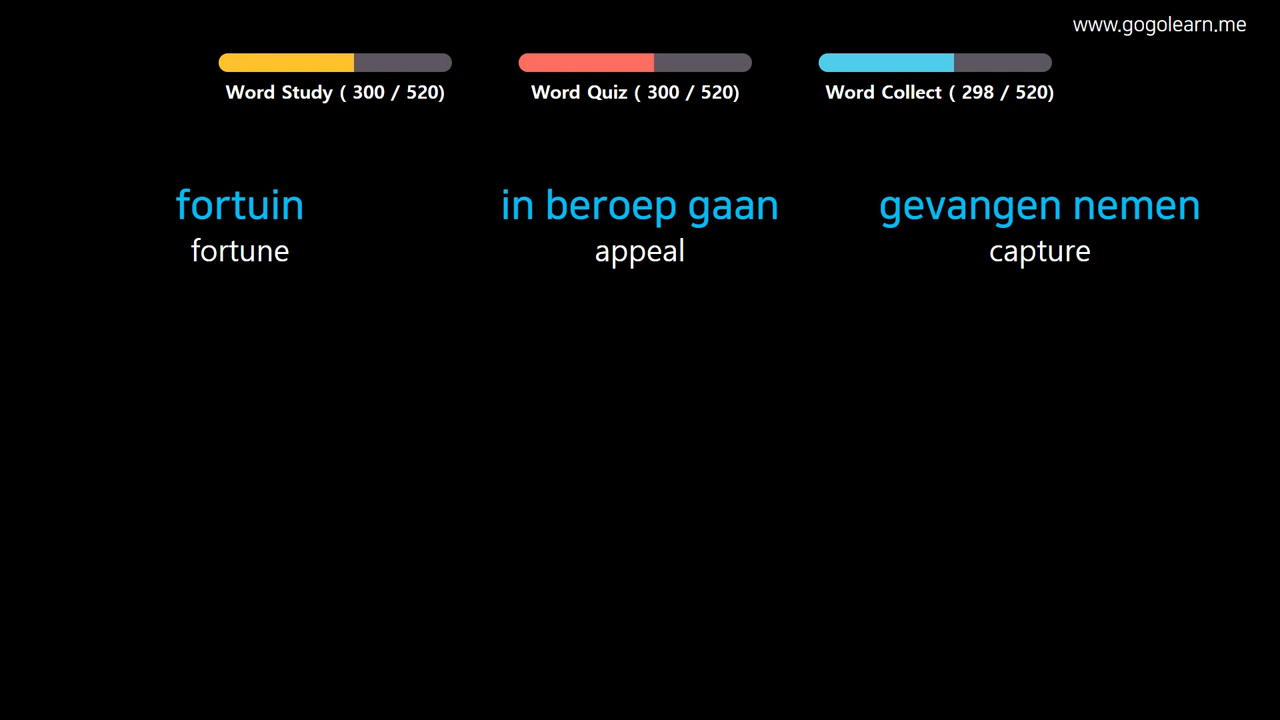 www.gogolearn.me
Word Study ( 300 / 520)
Word Quiz ( 300 / 520)
Word Collect ( 298 / 520)
fortuin
in beroep gaan
gevangen nemen
fortune
appeal
capture